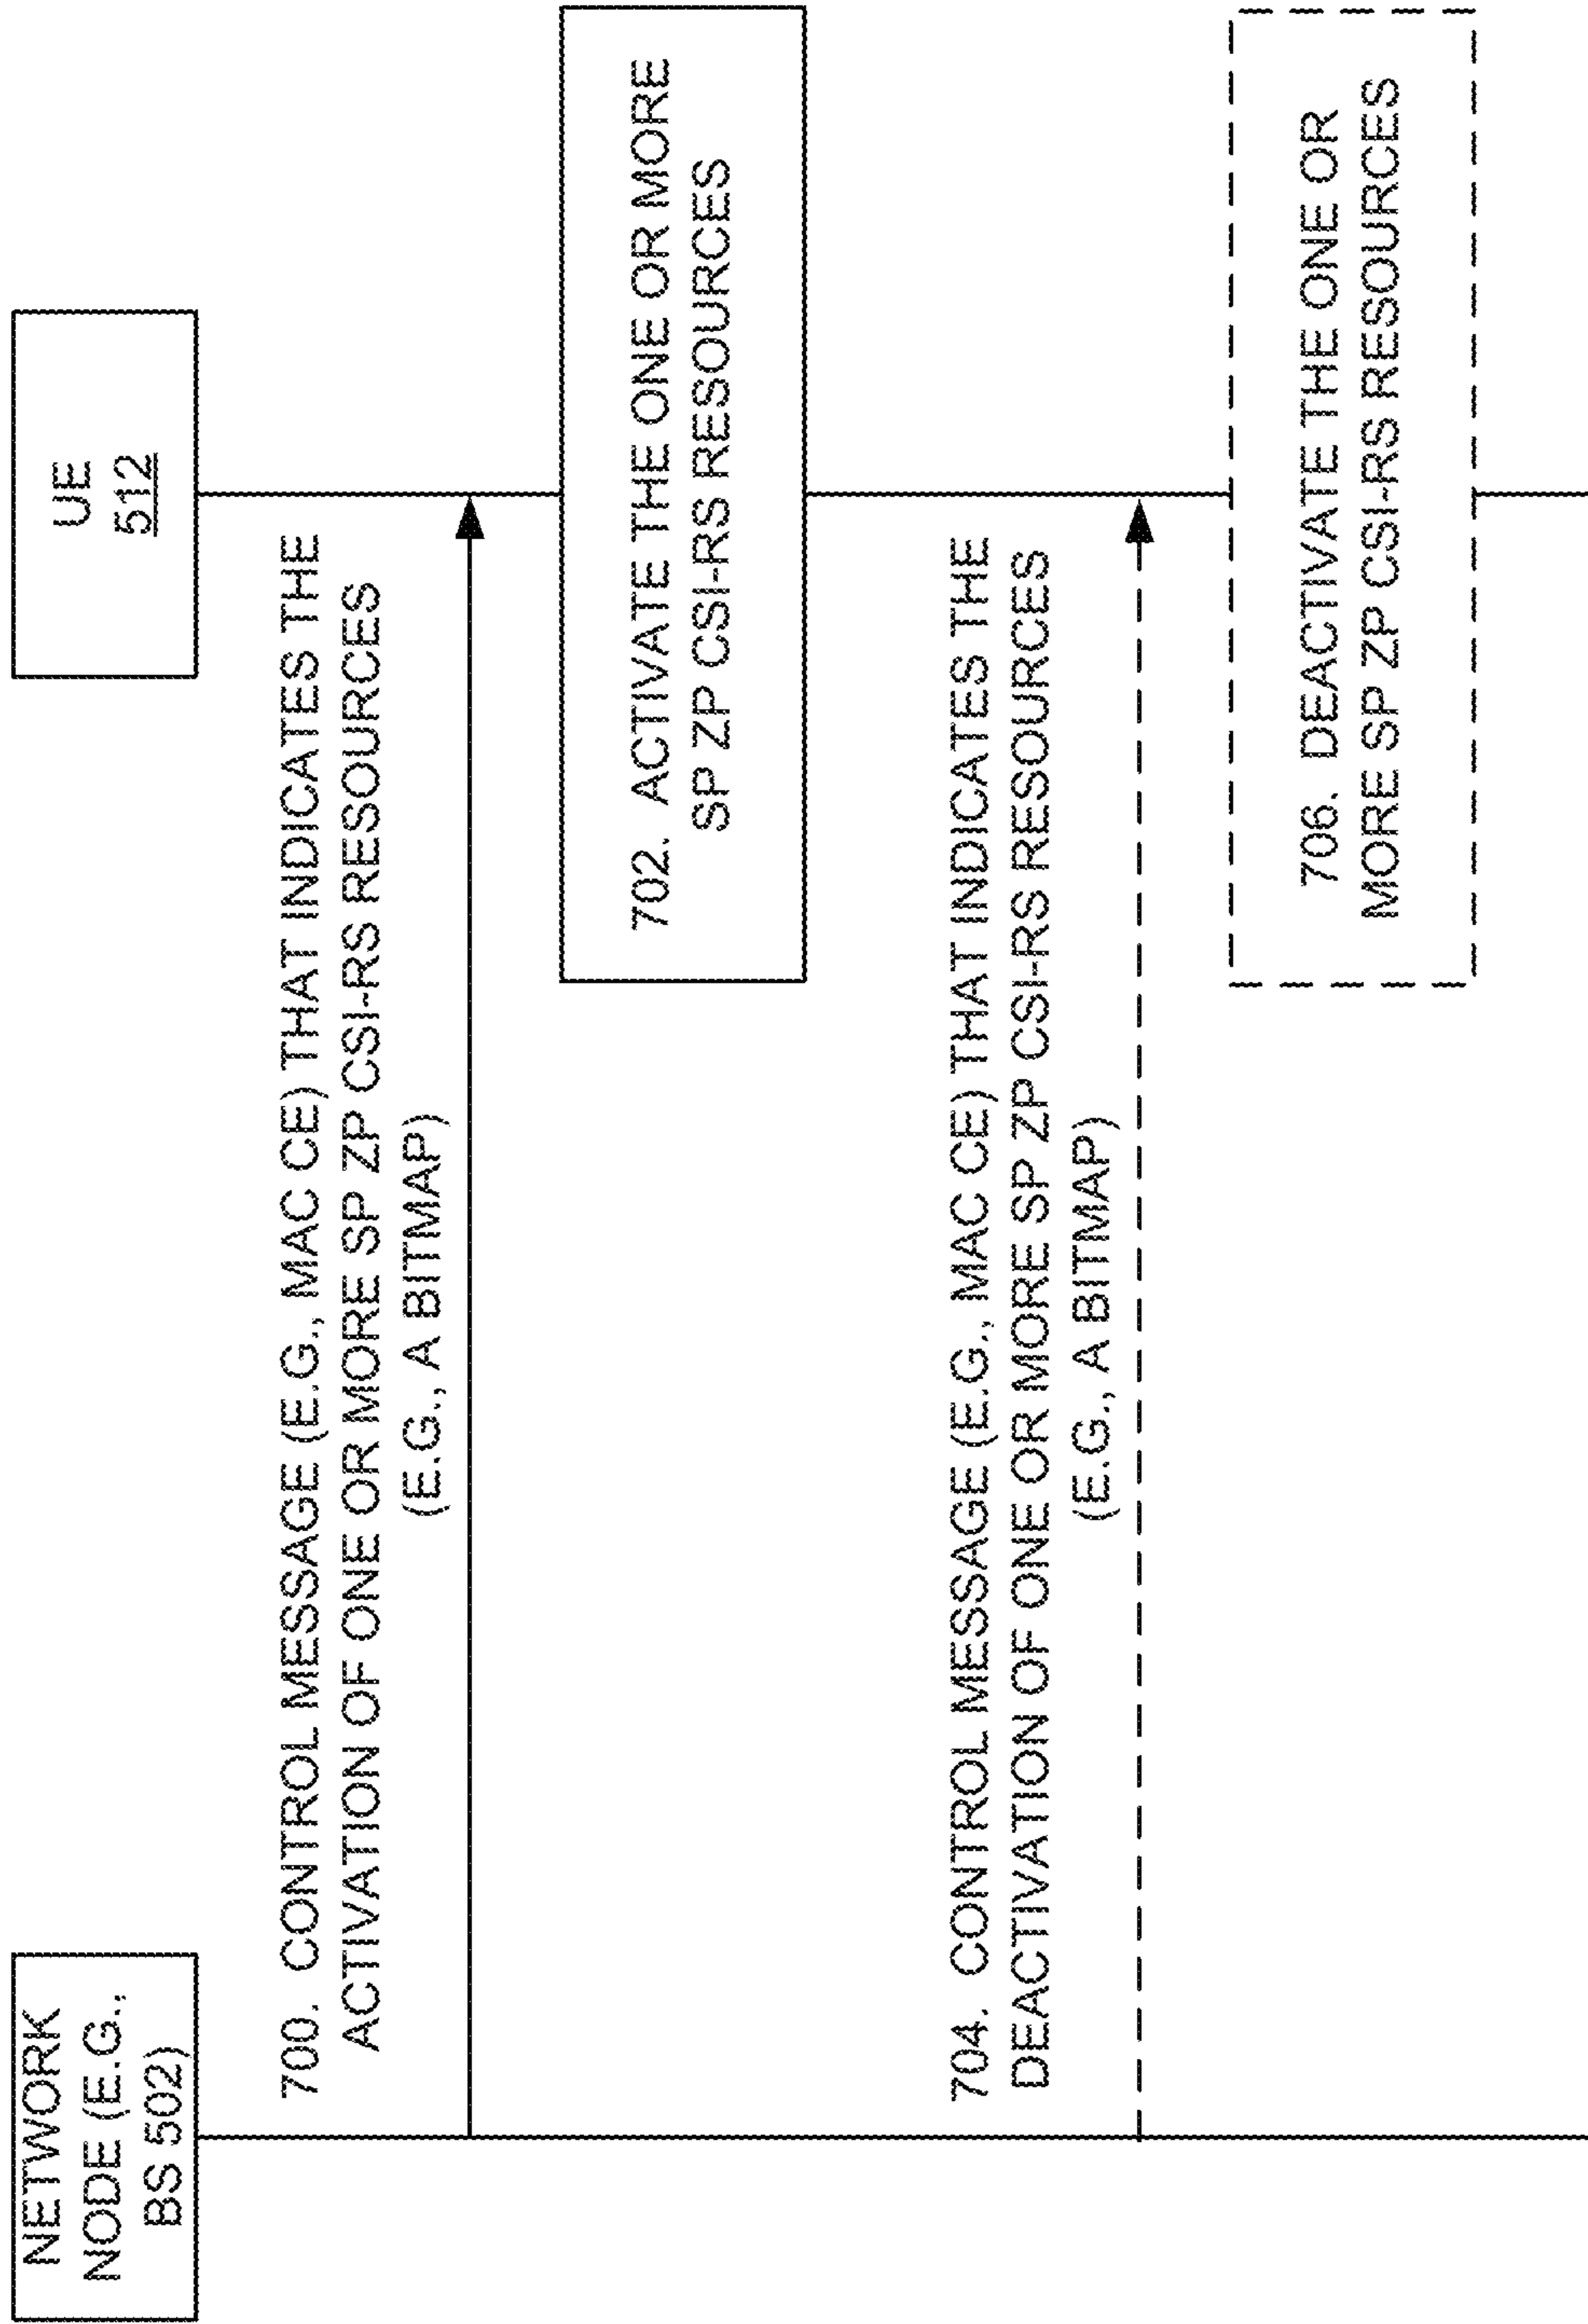 NETWORK
NODE (E.G.,
BS 502)
UE
512
700. CONTROL MESSAGE (E.G., MAC CE) THAT INDICATES THE
ACTIVATION OF ONE OR MORE SP ZP CSI-RS RESOURCES
(E.G., A BITMAP)
702. ACTIVATE THE ONE OR MORE
SP ZP CSI-RS RESOURCES
704. CONTROL MESSAGE (E.G., MAC CE) THAT INDICATES THE
DEACTIVATION OF ONE OR MORE SP ZP CSI-RS RESOURCES
(E.G., A BITMAP)
706. DEACTIVATE THE ONE OR
MORE SP ZP CSI-RS RESOURCES